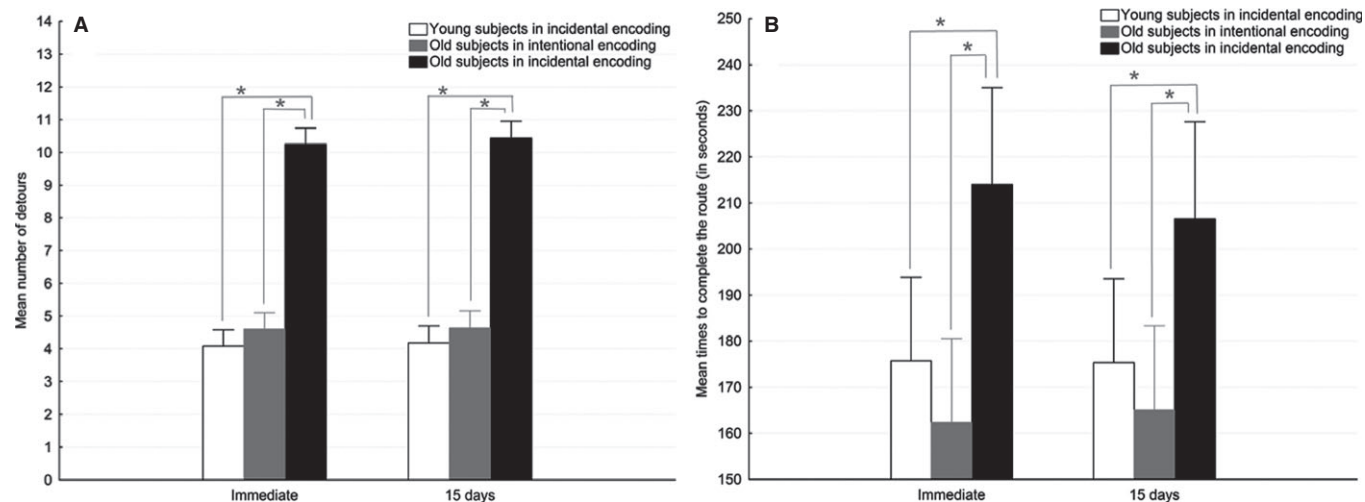 A
Young subjects in incidental encoding
Old subjects in intentional encoding
Old subjects in incidental encoding
Mean number of detours
14
13
12
11
10
9
8
7
6
5
4
3
2
1
0
*
*
*
*
Immediate
15 days
B
Young subjects in incidental encoding
Old subjects in intentional encoding
Old subjects in incidental encoding
Mean times to complete the route (in seconds)
250
240
230
220
210
200
190
180
170
160
150
*
*
*
*
Immediate
15 days